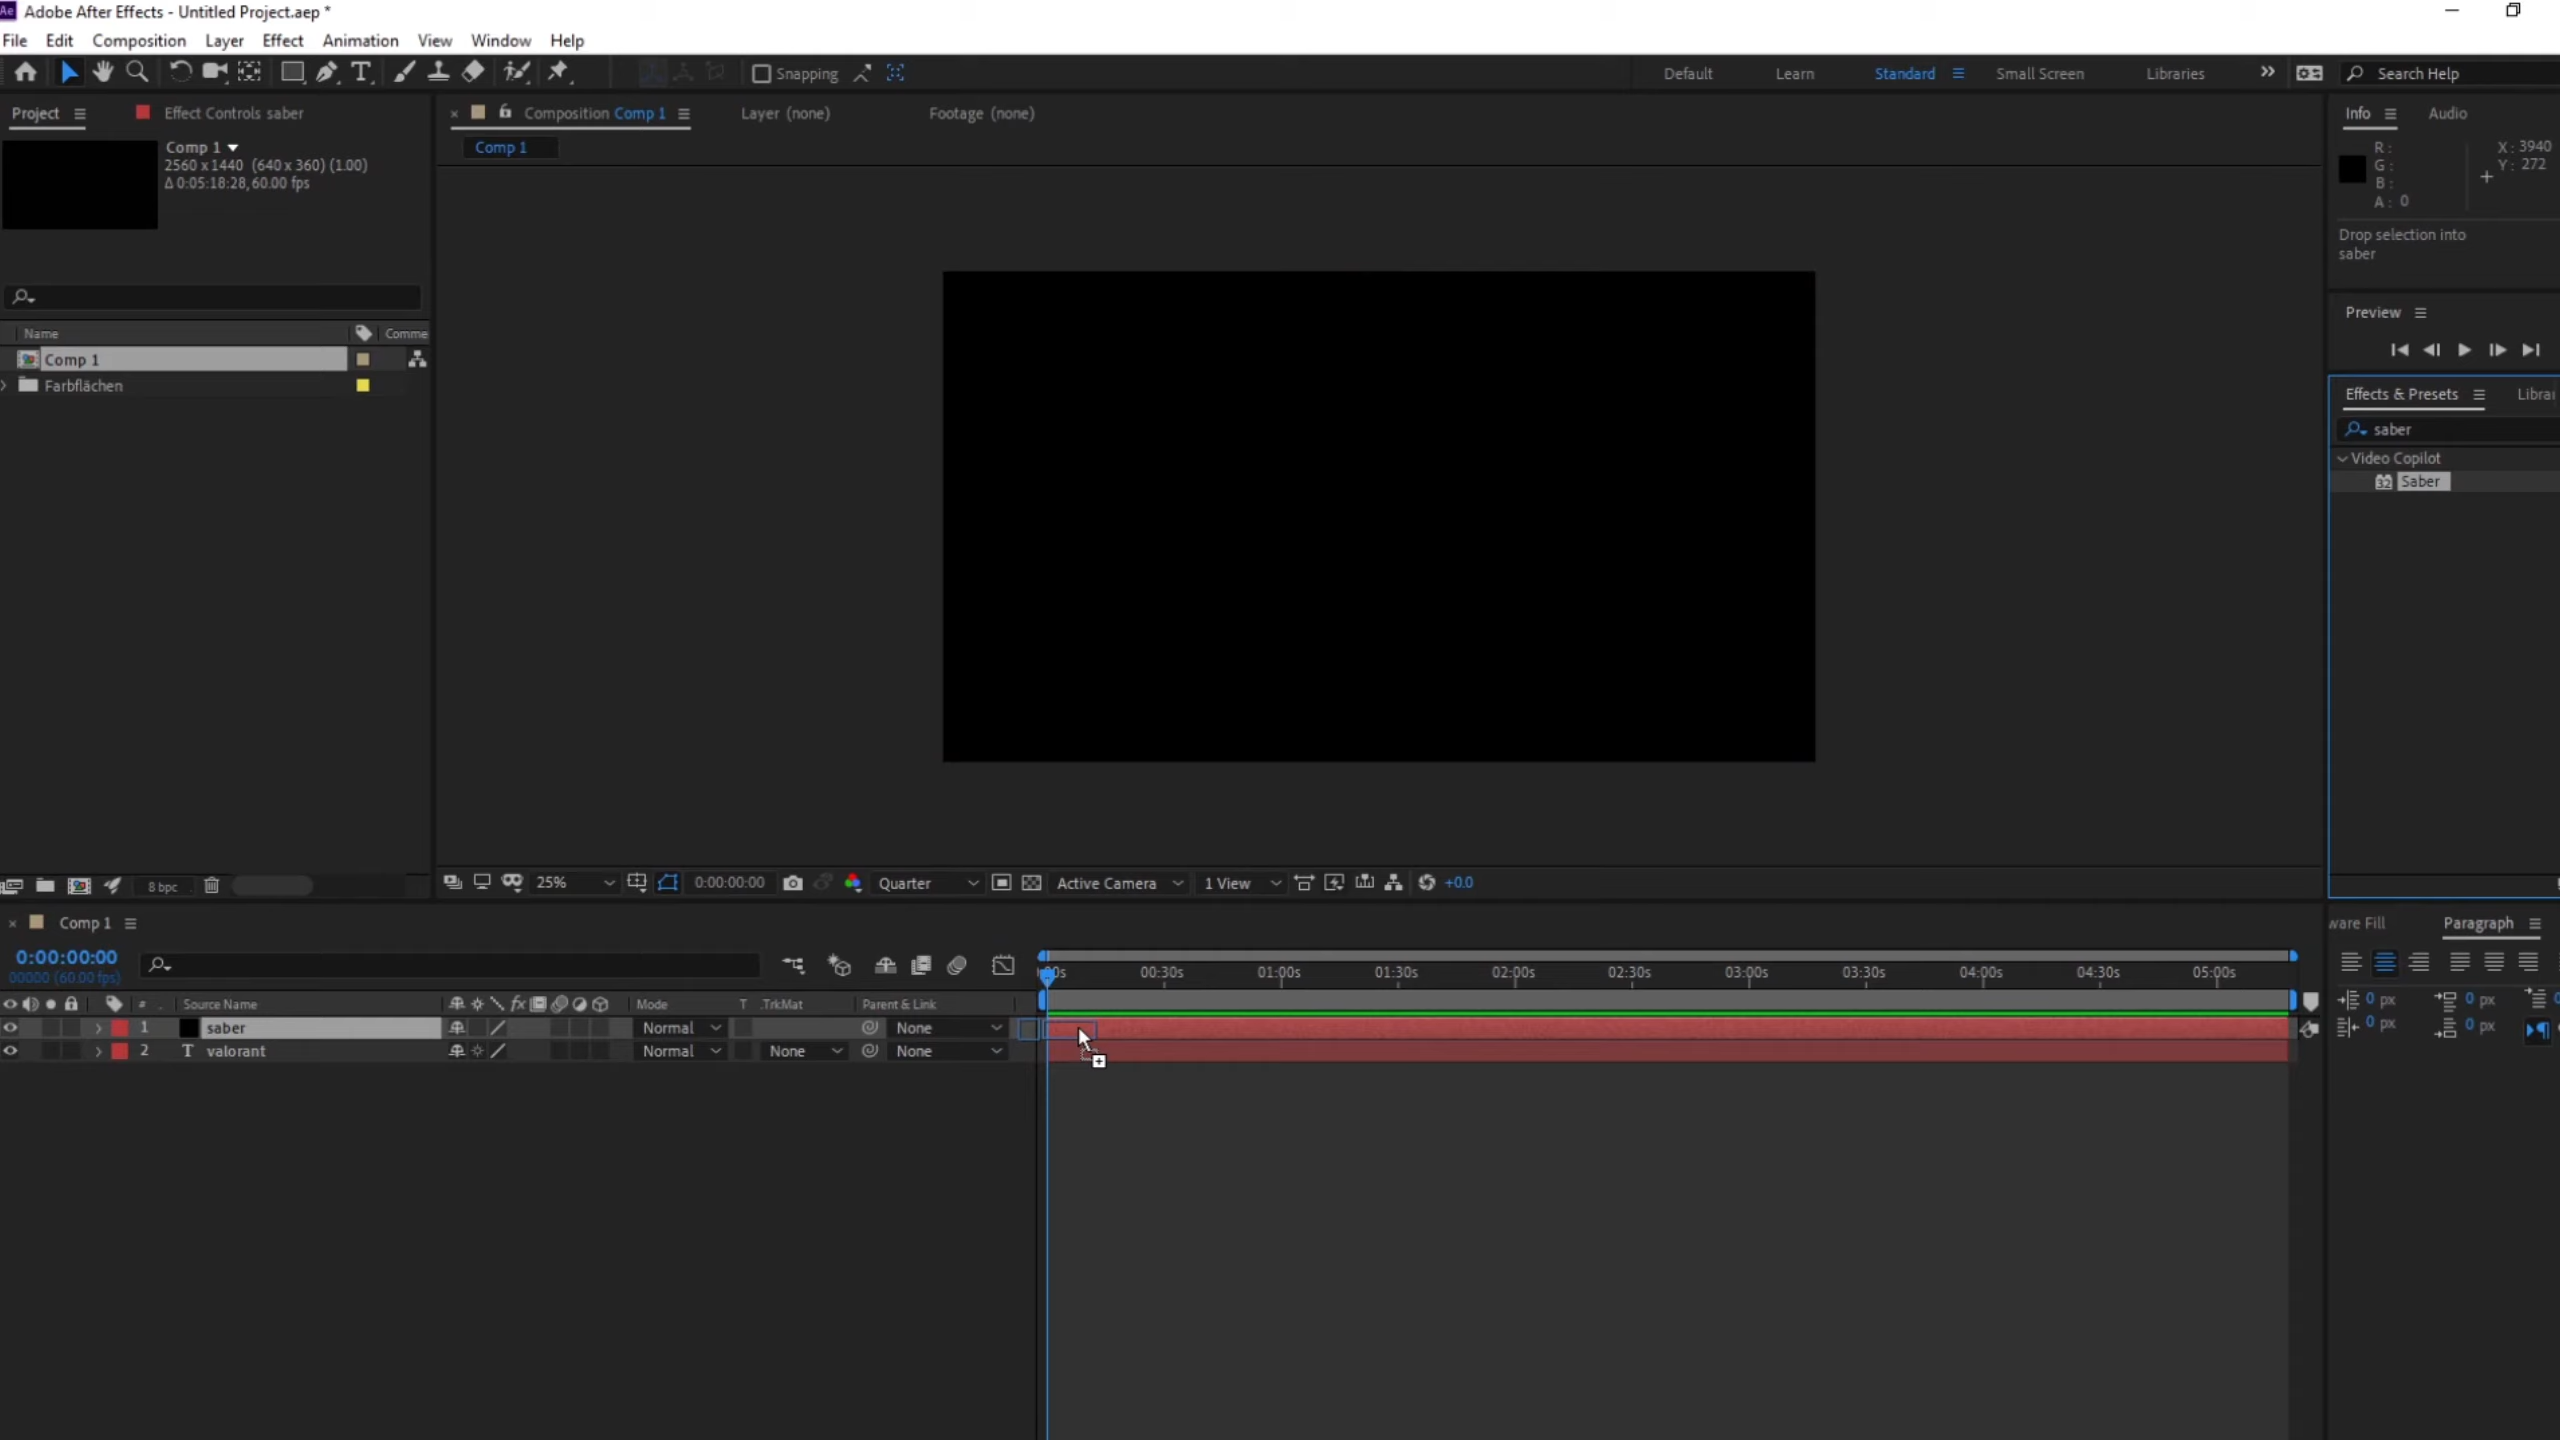 Ae Adobe After Effects - Untitled Project.aep *
File Edit Composition Layer Effect Animation View Window Help
Snapping Default Learn Standard Small Screen Libraries Search Help
Project Effect Controls saber Composition Comp 1 Layer (none) Footage (none) Info Audio
Comp 1
2560 x 1440 (640 x 360) (1.00)
Δ 0:05:18:28, 60.00 fps
Comp 1
R :
G :
B :
A : 0
X : 3940
Y : 272
Drop selection into
saber
Preview
Name Comme
Comp 1
Farbflächen
Effects & Presets Librai
saber
Video Copilot
32 Saber
8 bpc
25% 0:00:00:00 Quarter Active Camera 1 View +0.0
Comp 1
ware Fill Paragraph
0:00:00:00
00000 (60.00 fps)
00s 00:30s 01:00s 01:30s 02:00s 02:30s 03:00s 03:30s 04:00s 04:30s 05:00s
# Source Name fx Mode T .TrkMat Parent & Link
1 saber Normal None
2 T valorant Normal None None
0 px 0 px 0
0 px 0 px